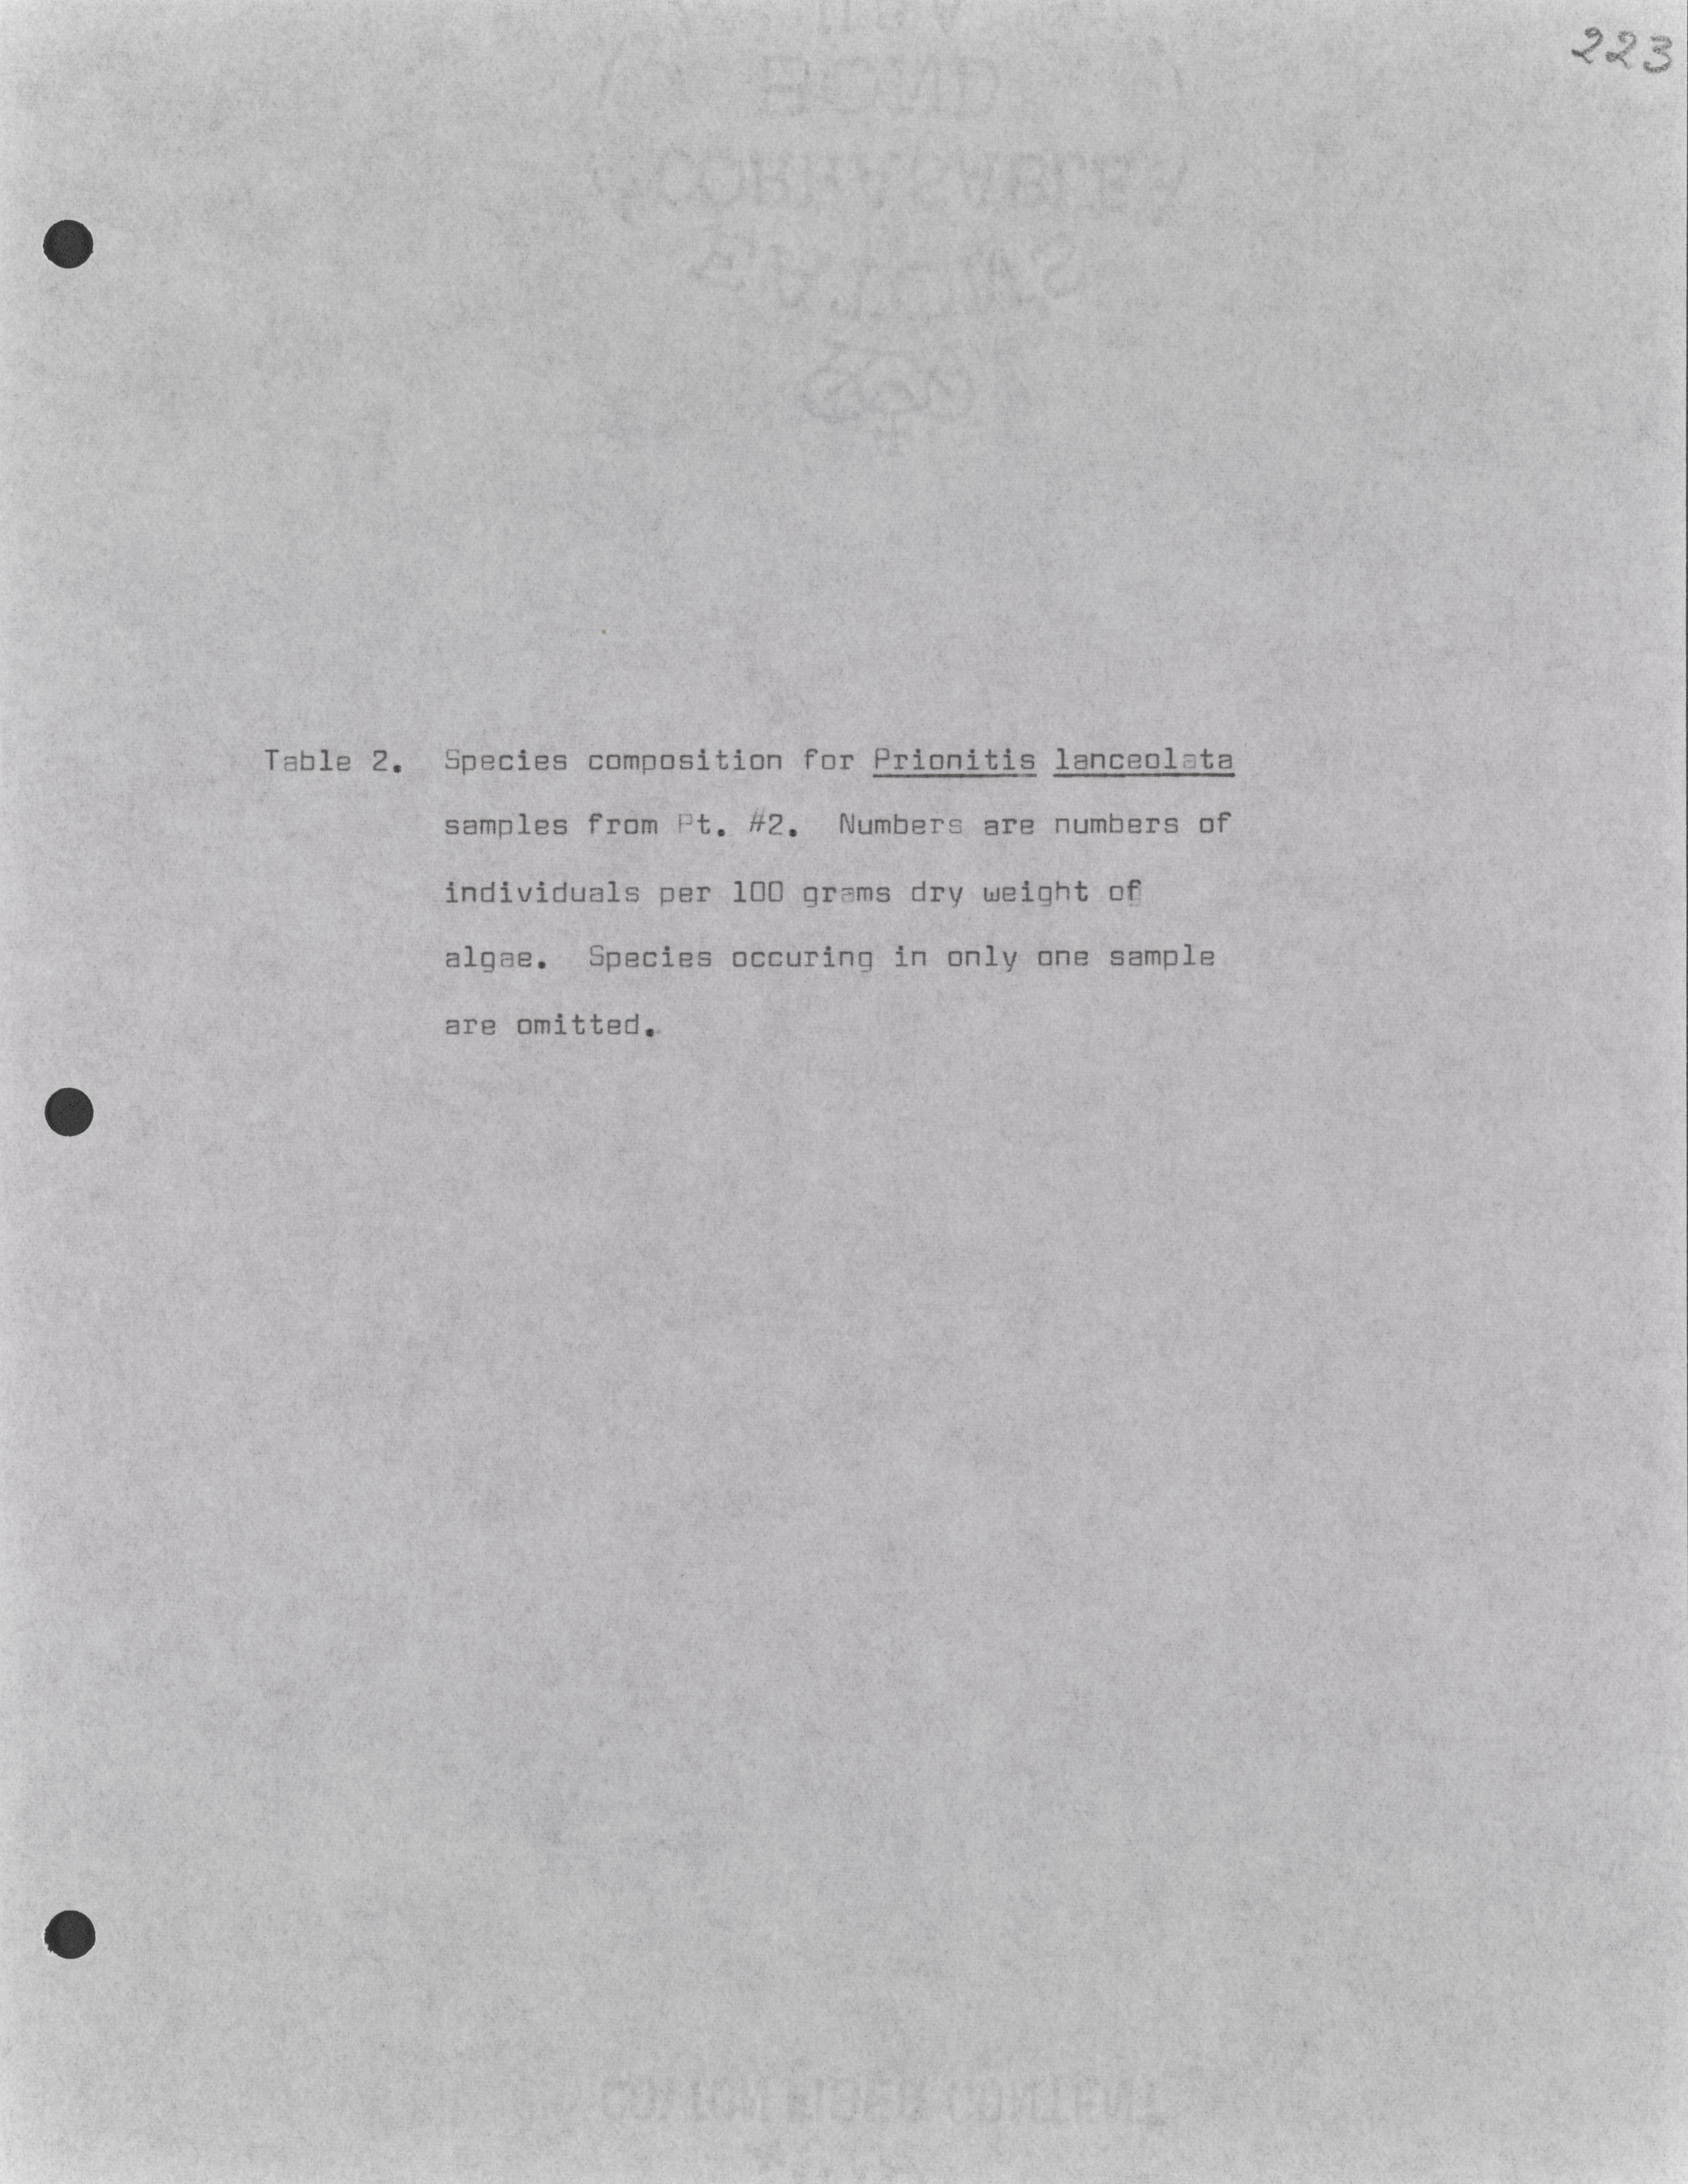 223
Table 2. Species composition for Prionitis lanceolata
samples from Pt. #2. Numbers are numbers of
individuals per 100 grams dry weight of
algae. Species occuring in only one sample
are omitted.